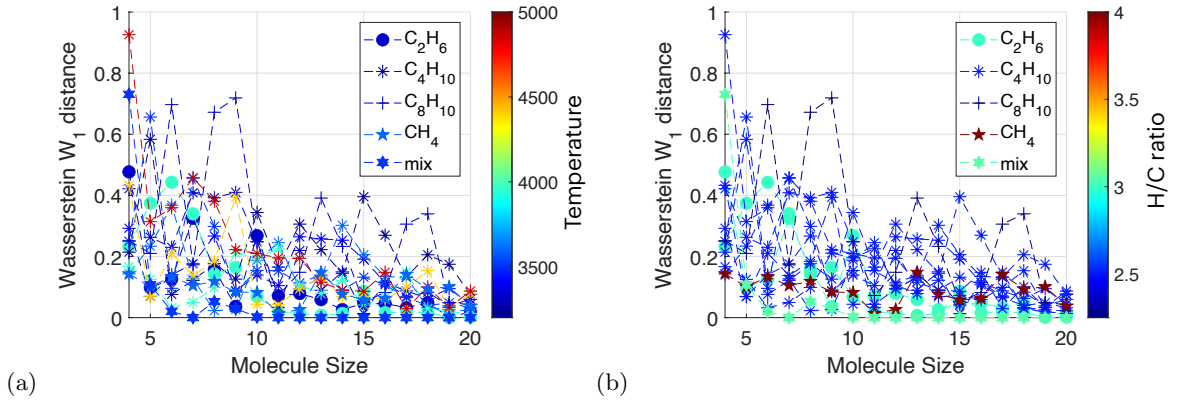 Wasserstein W1 distance
1
0.8
0.6
0.4
0.2
0
5 10 15 20
Molecule Size
C2H6
C4H10
C8H10
CH4
mix
5000
4500
4000
3500
Temperature
(a)
Wasserstein W1 distance
1
0.8
0.6
0.4
0.2
0
5 10 15 20
Molecule Size
C2H6
C4H10
C8H10
CH4
mix
4
3.5
3
2.5
H/C ratio
(b)